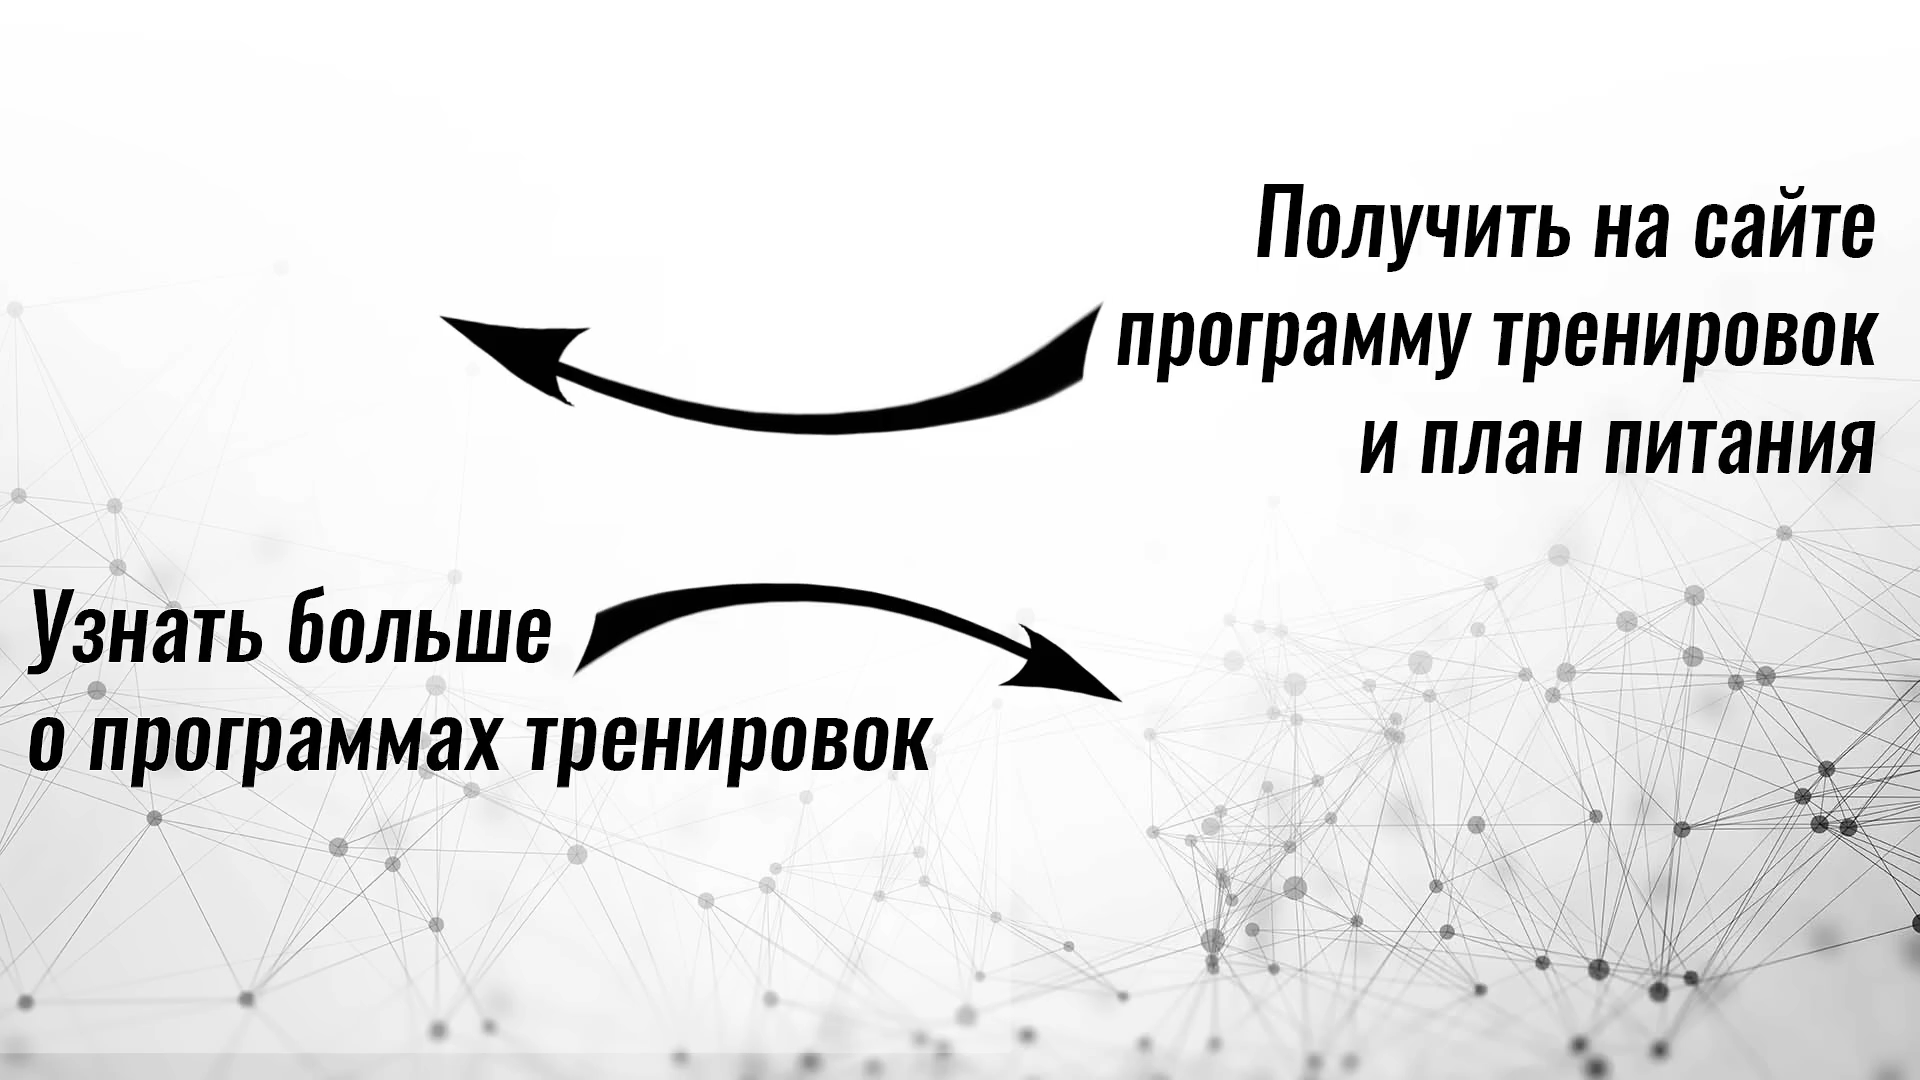 Получить на сайте
программу тренировок
и план питания
Узнать больше
о программах тренировок